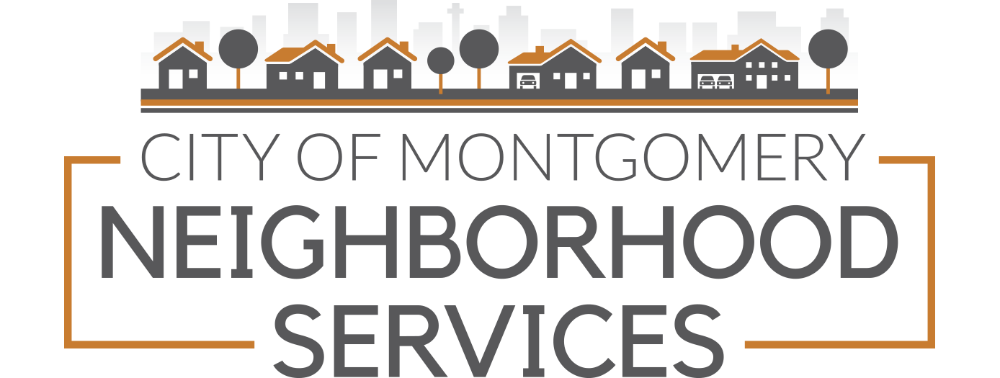 CITY OF MONTGOMERY
NEIGHBORHOOD
SERVICES